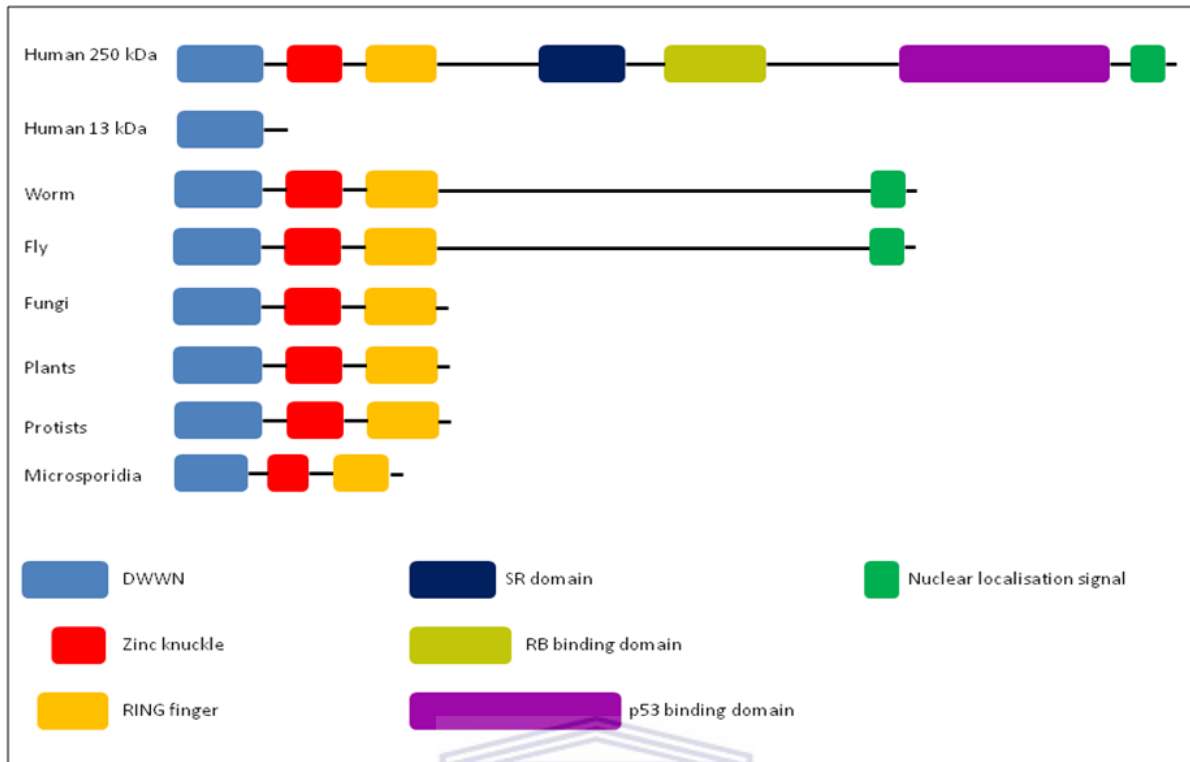 Human 250 kDa
Human 13 kDa
Worm
Fly
Fungi
Plants
Protists
Microsporidia
DWWN
SR domain
Nuclear localisation signal
Zinc knuckle
RB binding domain
RING finger
p53 binding domain